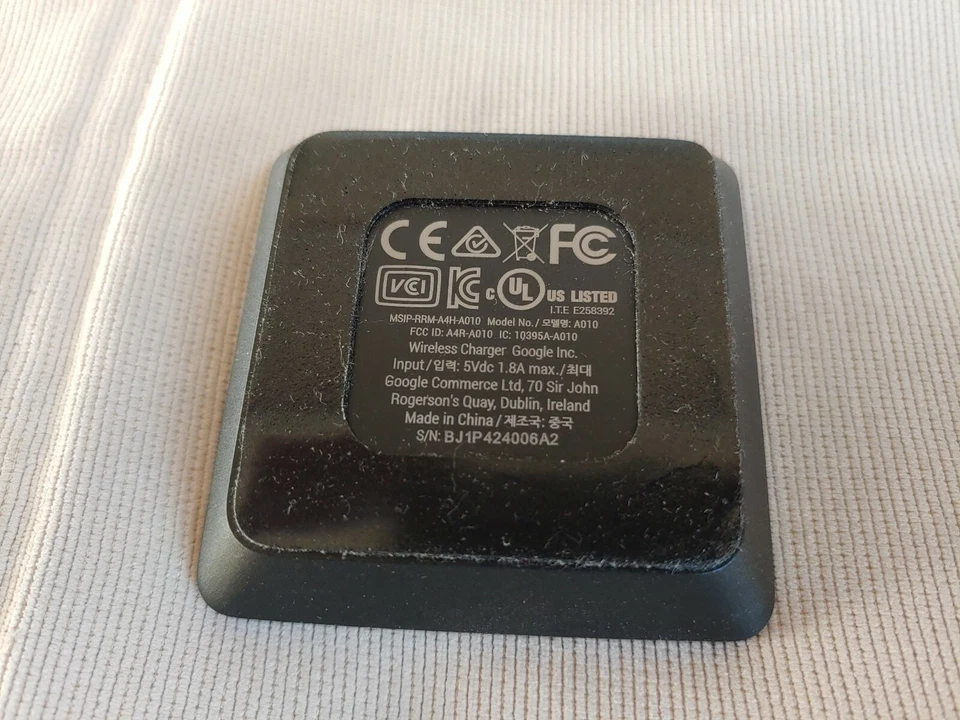 CE FC
VCI KC c UL US LISTED
I.T.E E258392
MSIP-RRM-A4H-A010 Model No./모델명: A010
FCC ID: A4R-A010 IC: 10395A-A010
Wireless Charger Google Inc.
Input/입력: 5Vdc 1.8A max./최대
Google Commerce Ltd, 70 Sir John
Rogerson's Quay, Dublin, Ireland
Made in China/제조국: 중국
S/N: BJ1P424006A2